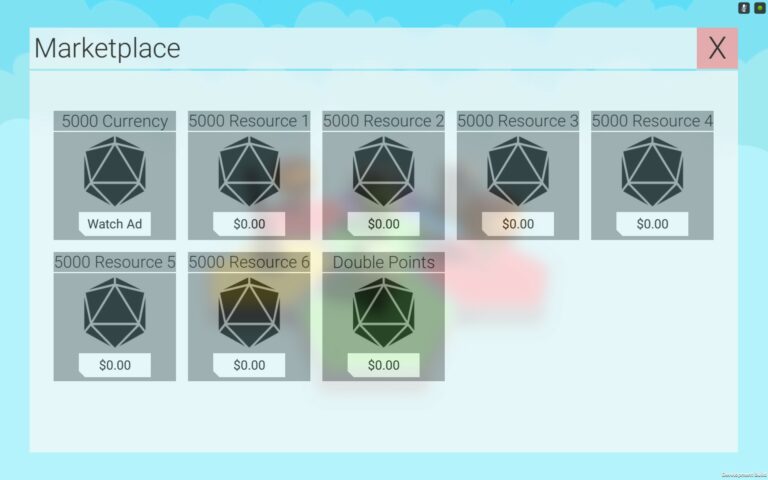 Marketplace
X
5000 Currency
5000 Resource 1
5000 Resource 2
5000 Resource 3
5000 Resource 4
Watch Ad
$0.00
$0.00
$0.00
$0.00
5000 Resource 5
5000 Resource 6
Double Points
$0.00
$0.00
$0.00
Development Build